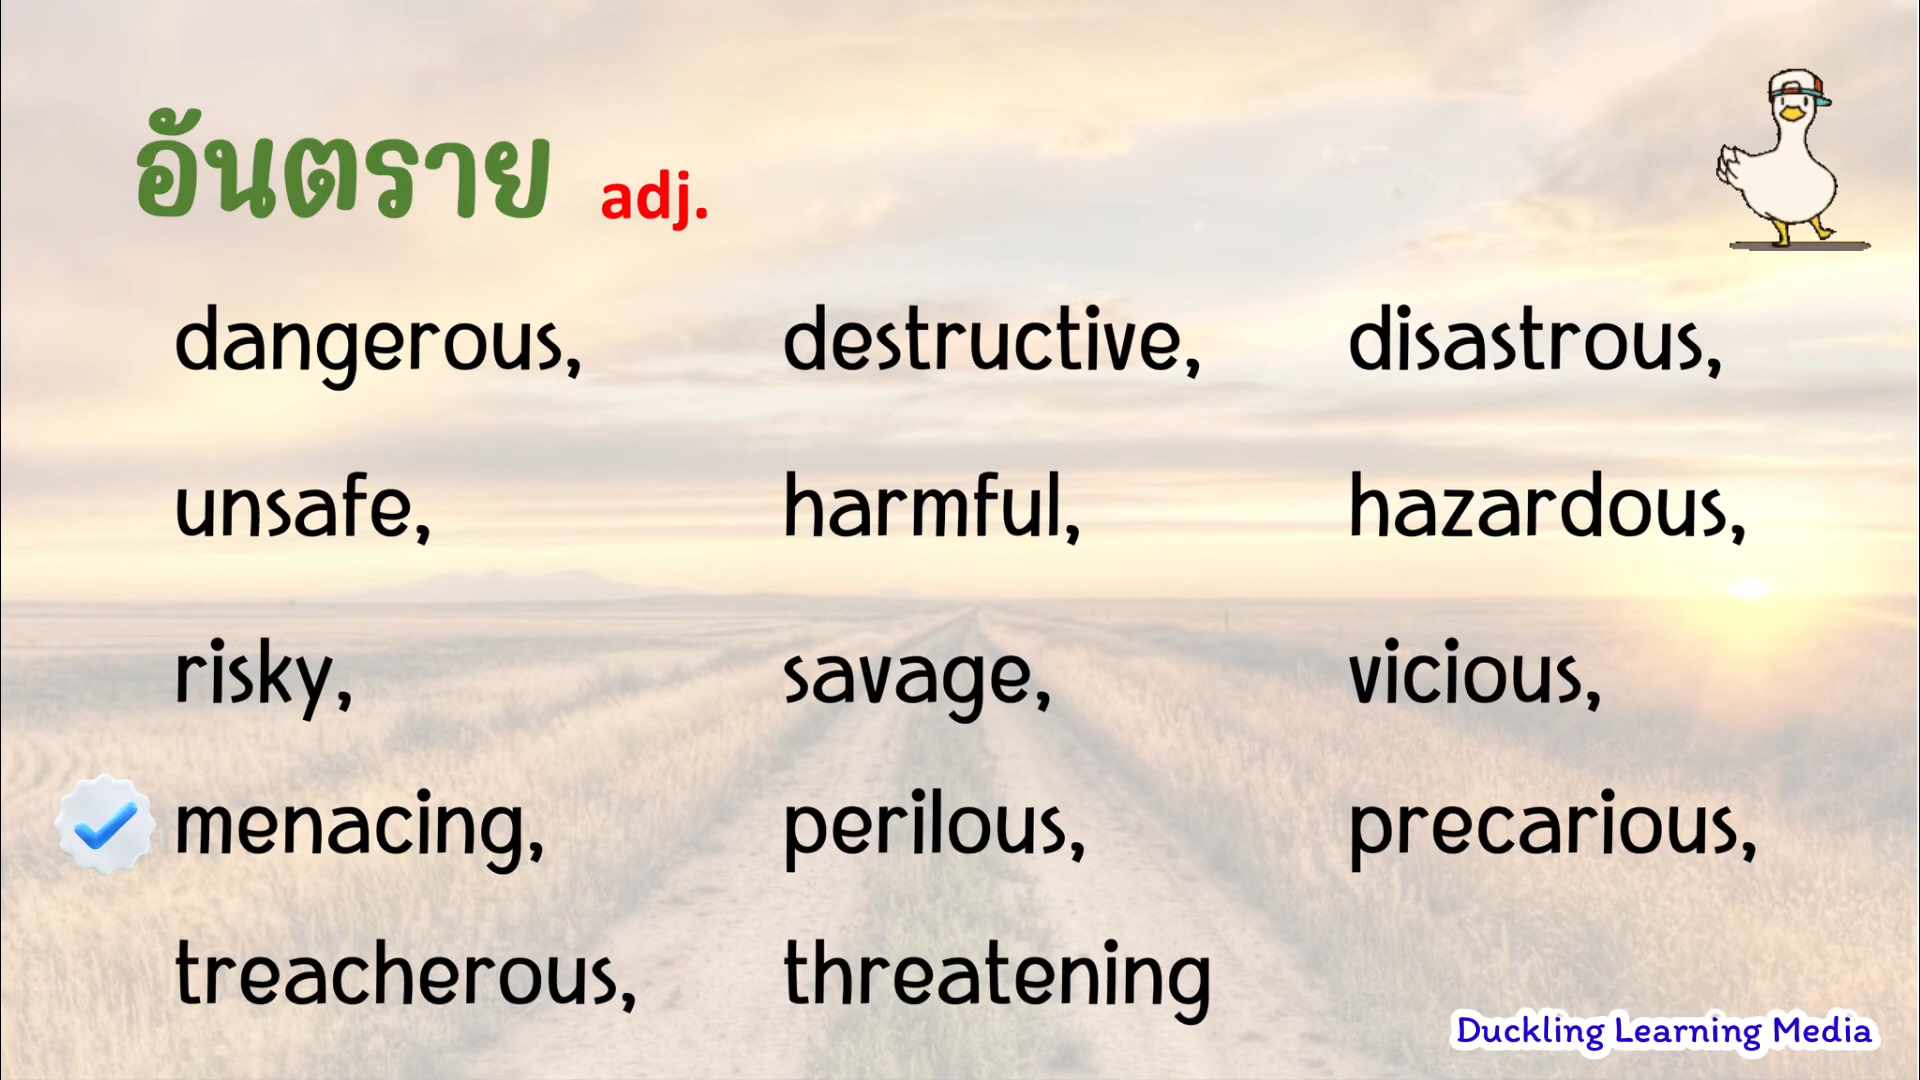 อันตราย adj.
dangerous, destructive, disastrous,
unsafe, harmful, hazardous,
risky, savage, vicious,
menacing, perilous, precarious,
treacherous, threatening
Duckling Learning Media